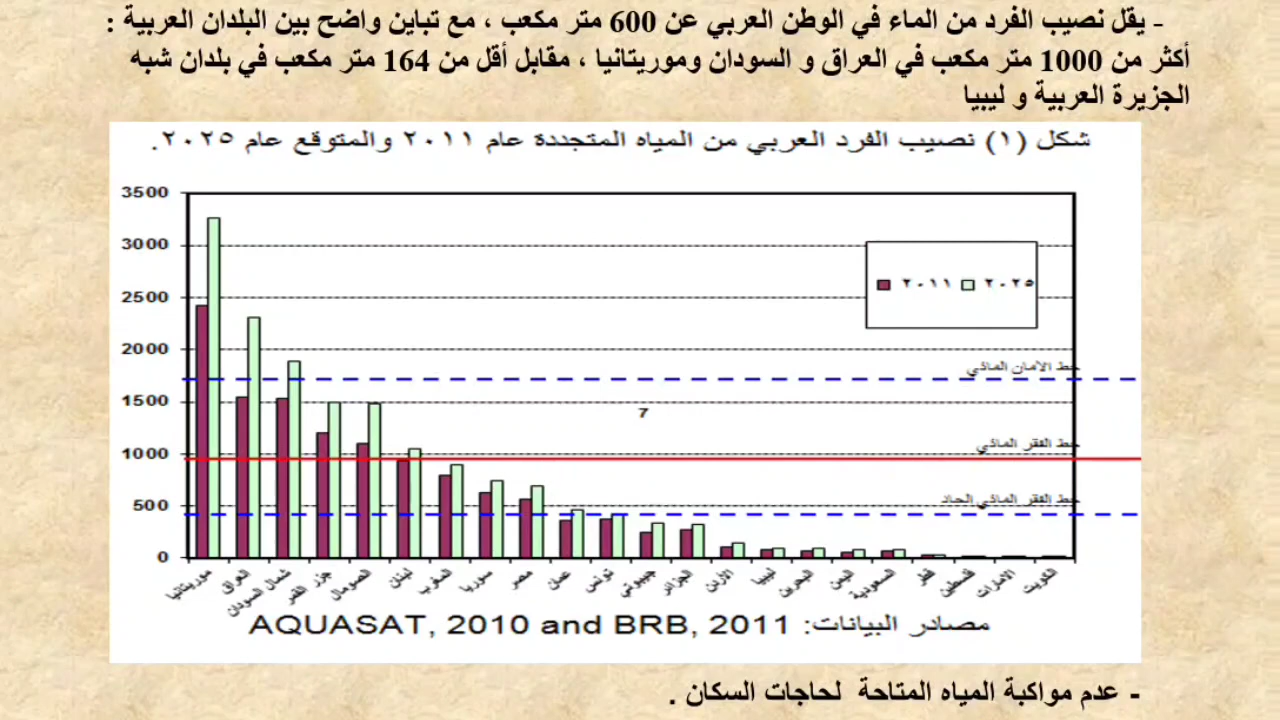 - يقل نصيب الفرد من الماء في الوطن العربي عن 600 متر مكعب ، مع تباين واضح بين البلدان العربية :
أكثر من 1000 متر مكعب في العراق و السودان وموريتانيا ، مقابل أقل من 164 متر مكعب في بلدان شبه
الجزيرة العربية و ليبيا
شكل (١) نصيب الفرد العربي من المياه المتجددة عام ٢٠١١ والمتوقع عام ٢٠٢٥.
3500
3000
2500
2000
1500
1000
500
0
٢٠١١ ٢٠٢٥
خط الأمان المائي
7
خط الفقر المائي
خط الفقر المائي الحاد
موريتانيا
العراق
شمال السودان
جزر القمر
الصومال
لبنان
المغرب
سوريا
مصر
عمان
تونس
جيبوتي
الجزائر
الأردن
ليبيا
البحرين
اليمن
السعودية
قطر
فلسطين
الامارات
الكويت
مصادر البيانات: AQUASAT, 2010 and BRB, 2011
- عدم مواكبة المياه المتاحة لحاجات السكان .